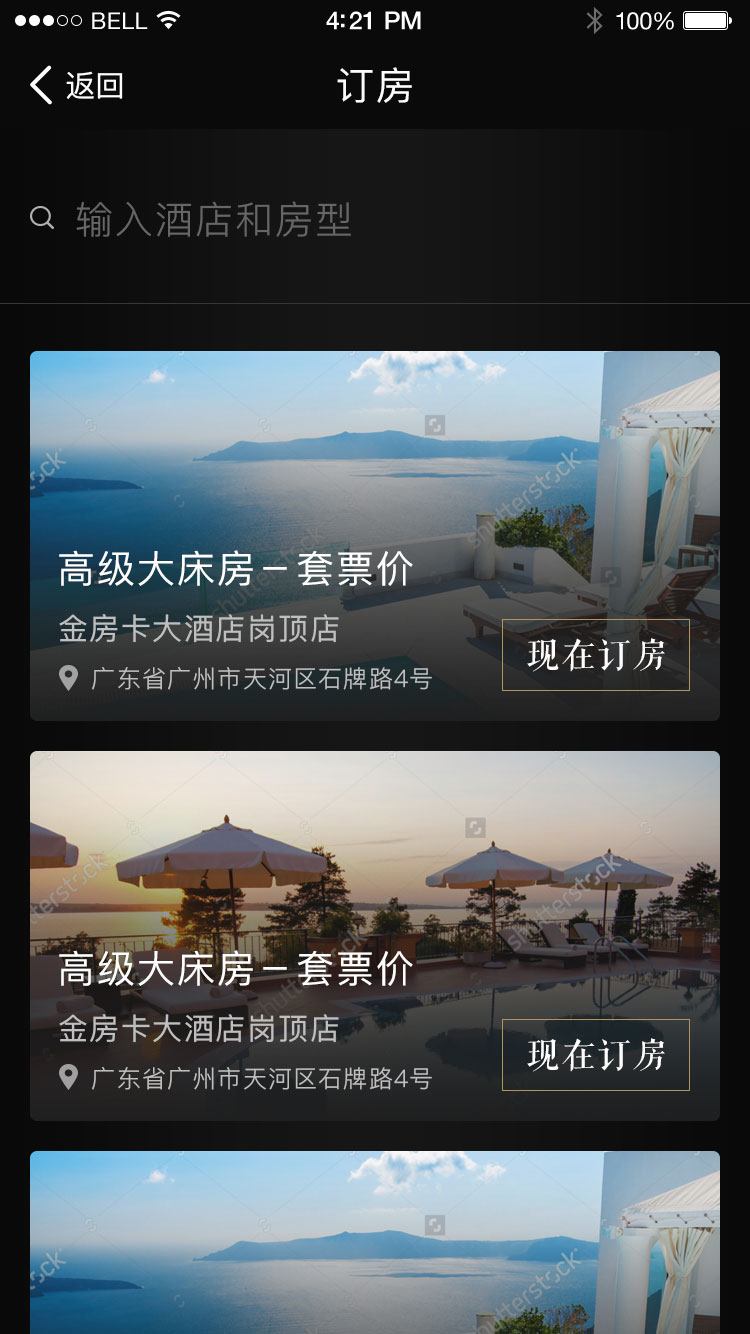 BELL 4:21 PM 100%
返回 订房
输入酒店和房型
shutterstock
高级大床房－套票价
金房卡大酒店岗顶店
广东省广州市天河区石牌路4号
现在订房
shutterstock
高级大床房－套票价
金房卡大酒店岗顶店
广东省广州市天河区石牌路4号
现在订房
shutterstock